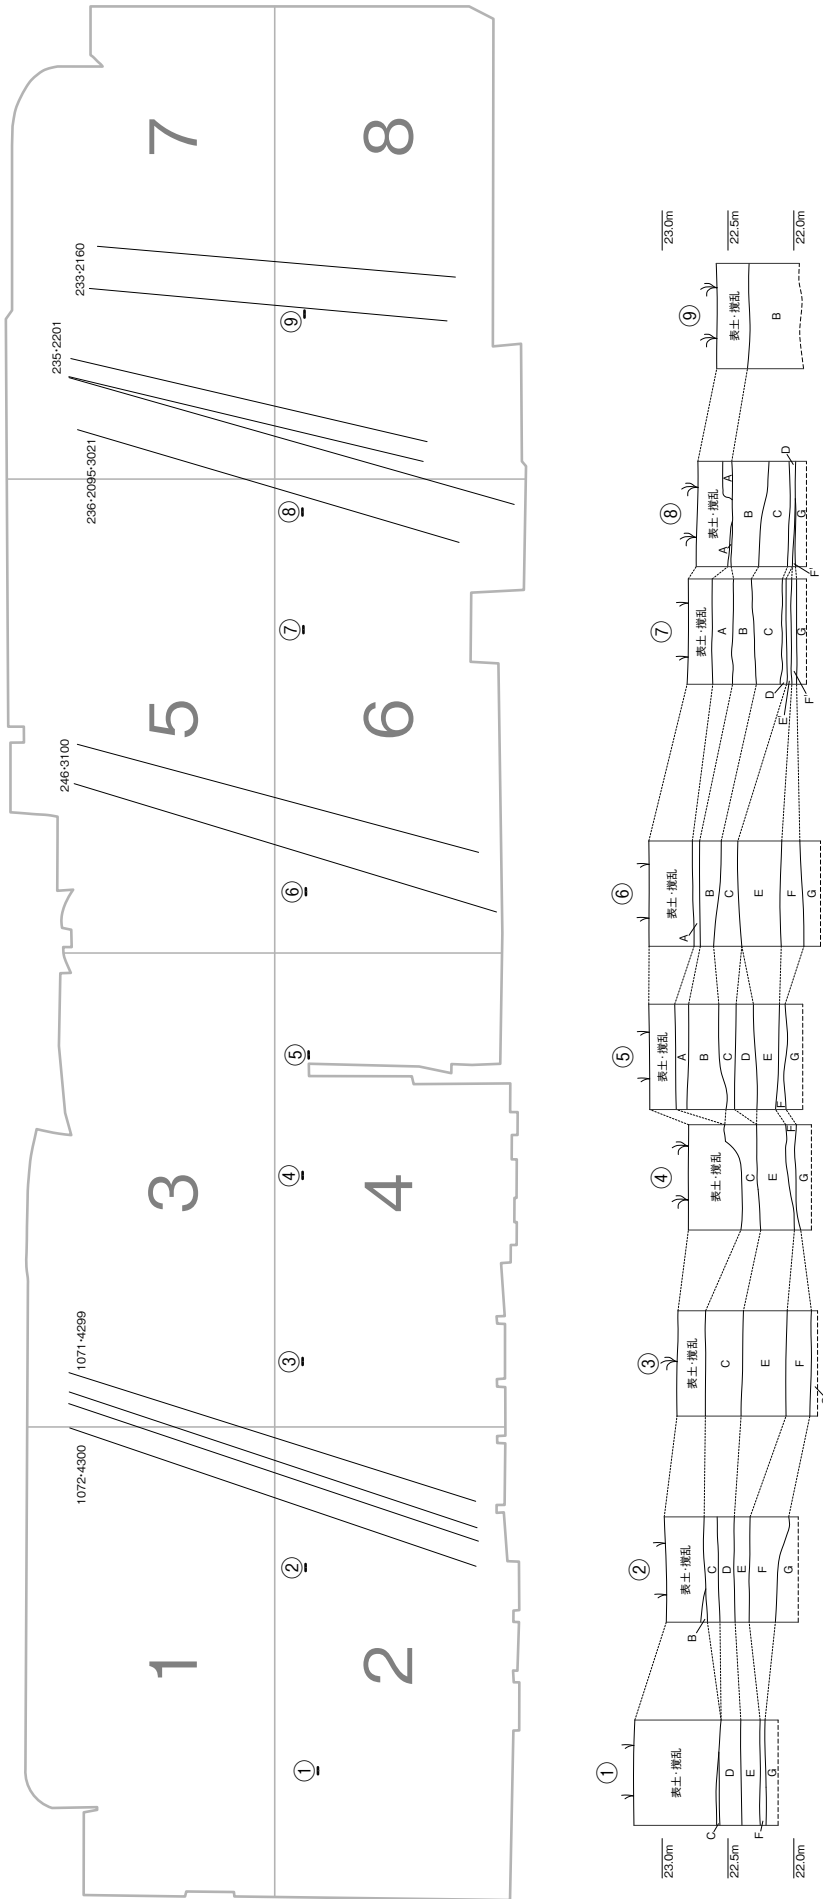 7
8
233・2160
235・2201
236・2095・3021
⑨
⑧
⑦
5
6
246・3100
⑥
⑤
3
4
④
1071・4299
③
1072・4300
②
1
2
①
23.0m
22.5m
22.0m
⑨
表土・撹乱
B
⑧
表土・撹乱
A
A
B
C
D
F'
G
⑦
表土・撹乱
A
B
C
D
E
F'
G
⑥
表土・撹乱
A
B
C
E
F
G
⑤
表土・撹乱
A
B
C
D
E
F
G
④
表土・撹乱
C
E
F
G
③
表土・撹乱
C
E
F
②
表土・撹乱
B
C
D
E
F
G
①
表土・撹乱
C
D
E
F
G
23.0m
22.5m
22.0m